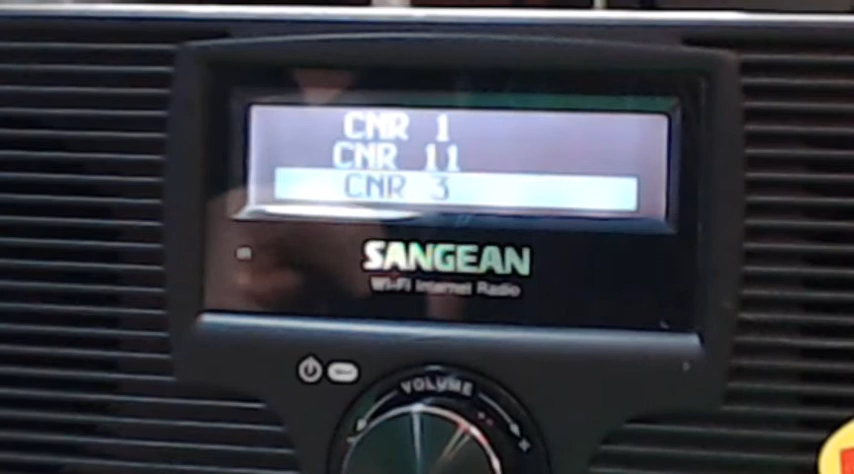 CNR 1
CNR 11
CNR 3
SANGEAN
Wi-Fi Internet Radio
VOLUME